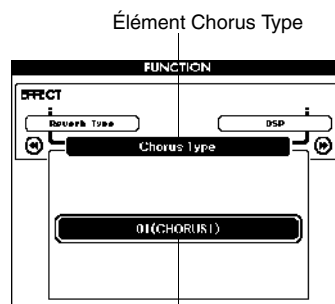 Élément Chorus Type
FUNCTION
EFFECT
Reverb Type DSP
Chorus Type
01(CHORUS1)